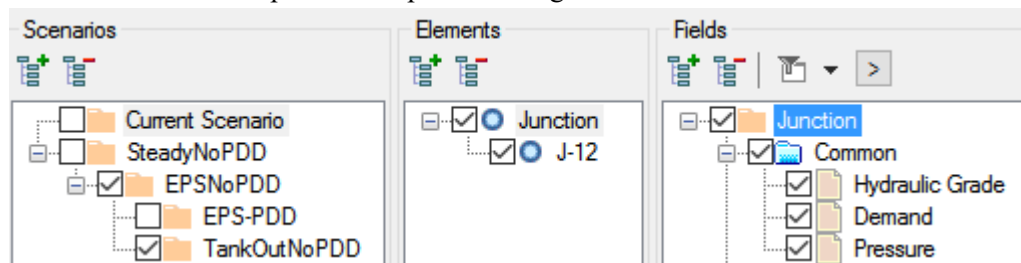 Scenarios
Current Scenario
SteadyNoPDD
EPSNoPDD
EPS-PDD
TankOutNoPDD
Elements
Junction
J-12
Fields
>
Junction
Common
Hydraulic Grade
Demand
Pressure